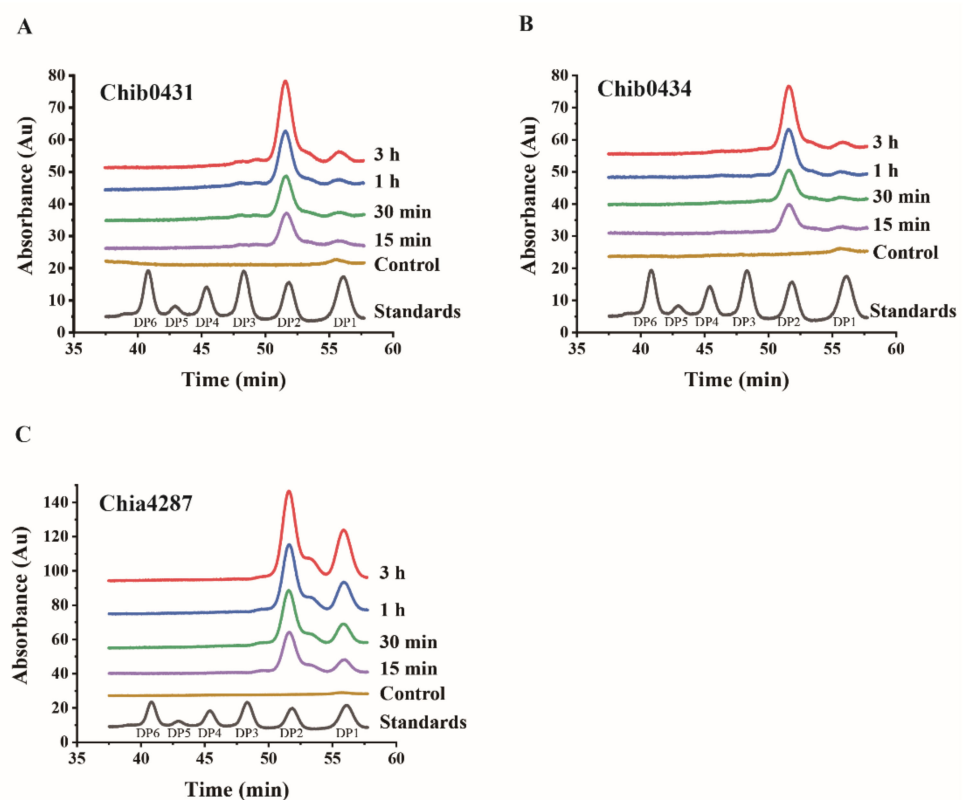 A
Chib0431
Absorbance (Au)
80
70
60
50
40
30
20
10
0
3 h
1 h
30 min
15 min
Control
Standards
DP6 DP5 DP4 DP3 DP2 DP1
35 40 45 50 55 60
Time (min)
B
Chib0434
Absorbance (Au)
80
70
60
50
40
30
20
10
0
3 h
1 h
30 min
15 min
Control
Standards
DP6 DP5 DP4 DP3 DP2 DP1
35 40 45 50 55 60
Time (min)
C
Chia4287
Absorbance (Au)
140
120
100
80
60
40
20
0
3 h
1 h
30 min
15 min
Control
Standards
DP6 DP5 DP4 DP3 DP2 DP1
35 40 45 50 55 60
Time (min)